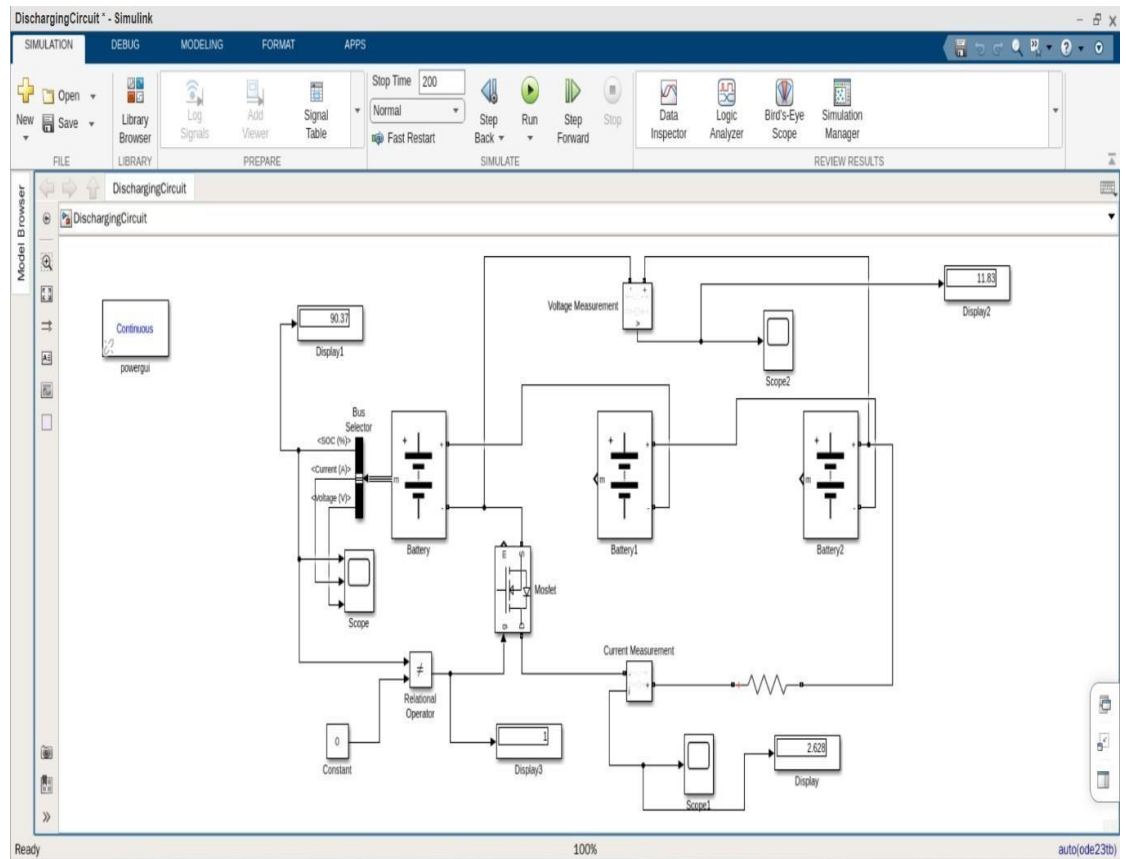 DischargingCircuit * - Simulink
SIMULATION DEBUG MODELING FORMAT APPS
New
Open
Save
FILE
Library Browser
LIBRARY
Log Signals
Add Viewer
Signal Table
PREPARE
Stop Time 200
Normal
Fast Restart
Step Back
Run
Step Forward
Stop
SIMULATE
Data Inspector
Logic Analyzer
Bird's-Eye Scope
Simulation Manager
REVIEW RESULTS
Model Browser
DischargingCircuit
DischargingCircuit
Continuous
powergui
90.37
Display1
Voltage Measurement
+
v
Scope2
11.83
Display2
Bus Selector
<SOC (%)>
<Current (A)>
<Voltage (V)>
+
m
+
-
Battery
+
m
+
-
Battery1
+
m
+
-
Battery2
Scope
m
S
g
D
Mosfet
≠
Relational Operator
0
Constant
1
Display3
Current Measurement
+
Scope1
2.628
Display
Ready
100%
auto(ode23tb)